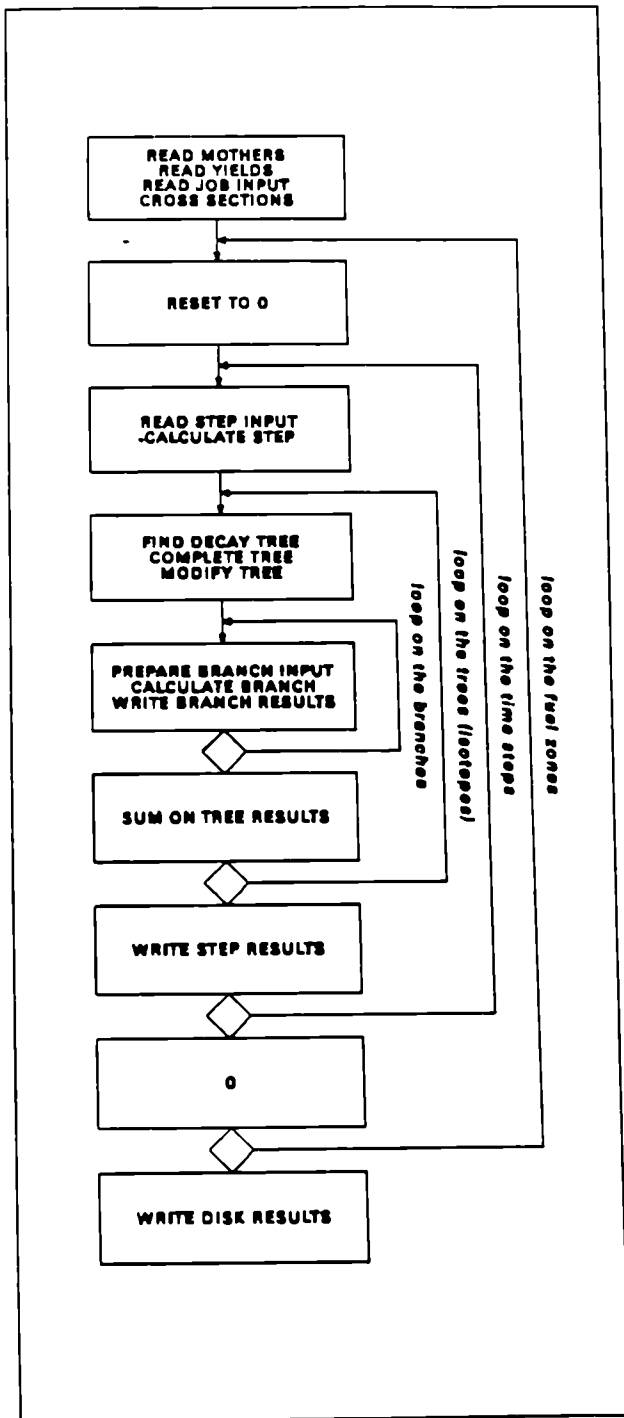 READ MOTHERS
READ YIELDS
READ JOB INPUT
CROSS SECTIONS
RESET TO 0
READ STEP INPUT
-CALCULATE STEP
FIND DECAY TREE
COMPLETE TREE
MODIFY TREE
PREPARE BRANCH INPUT
CALCULATE BRANCH
WRITE BRANCH RESULTS
SUM ON TREE RESULTS
WRITE STEP RESULTS
0
WRITE DISK RESULTS
loop on the branches
loop on the trees (isotopes)
loop on the time steps
loop on the fuel zones